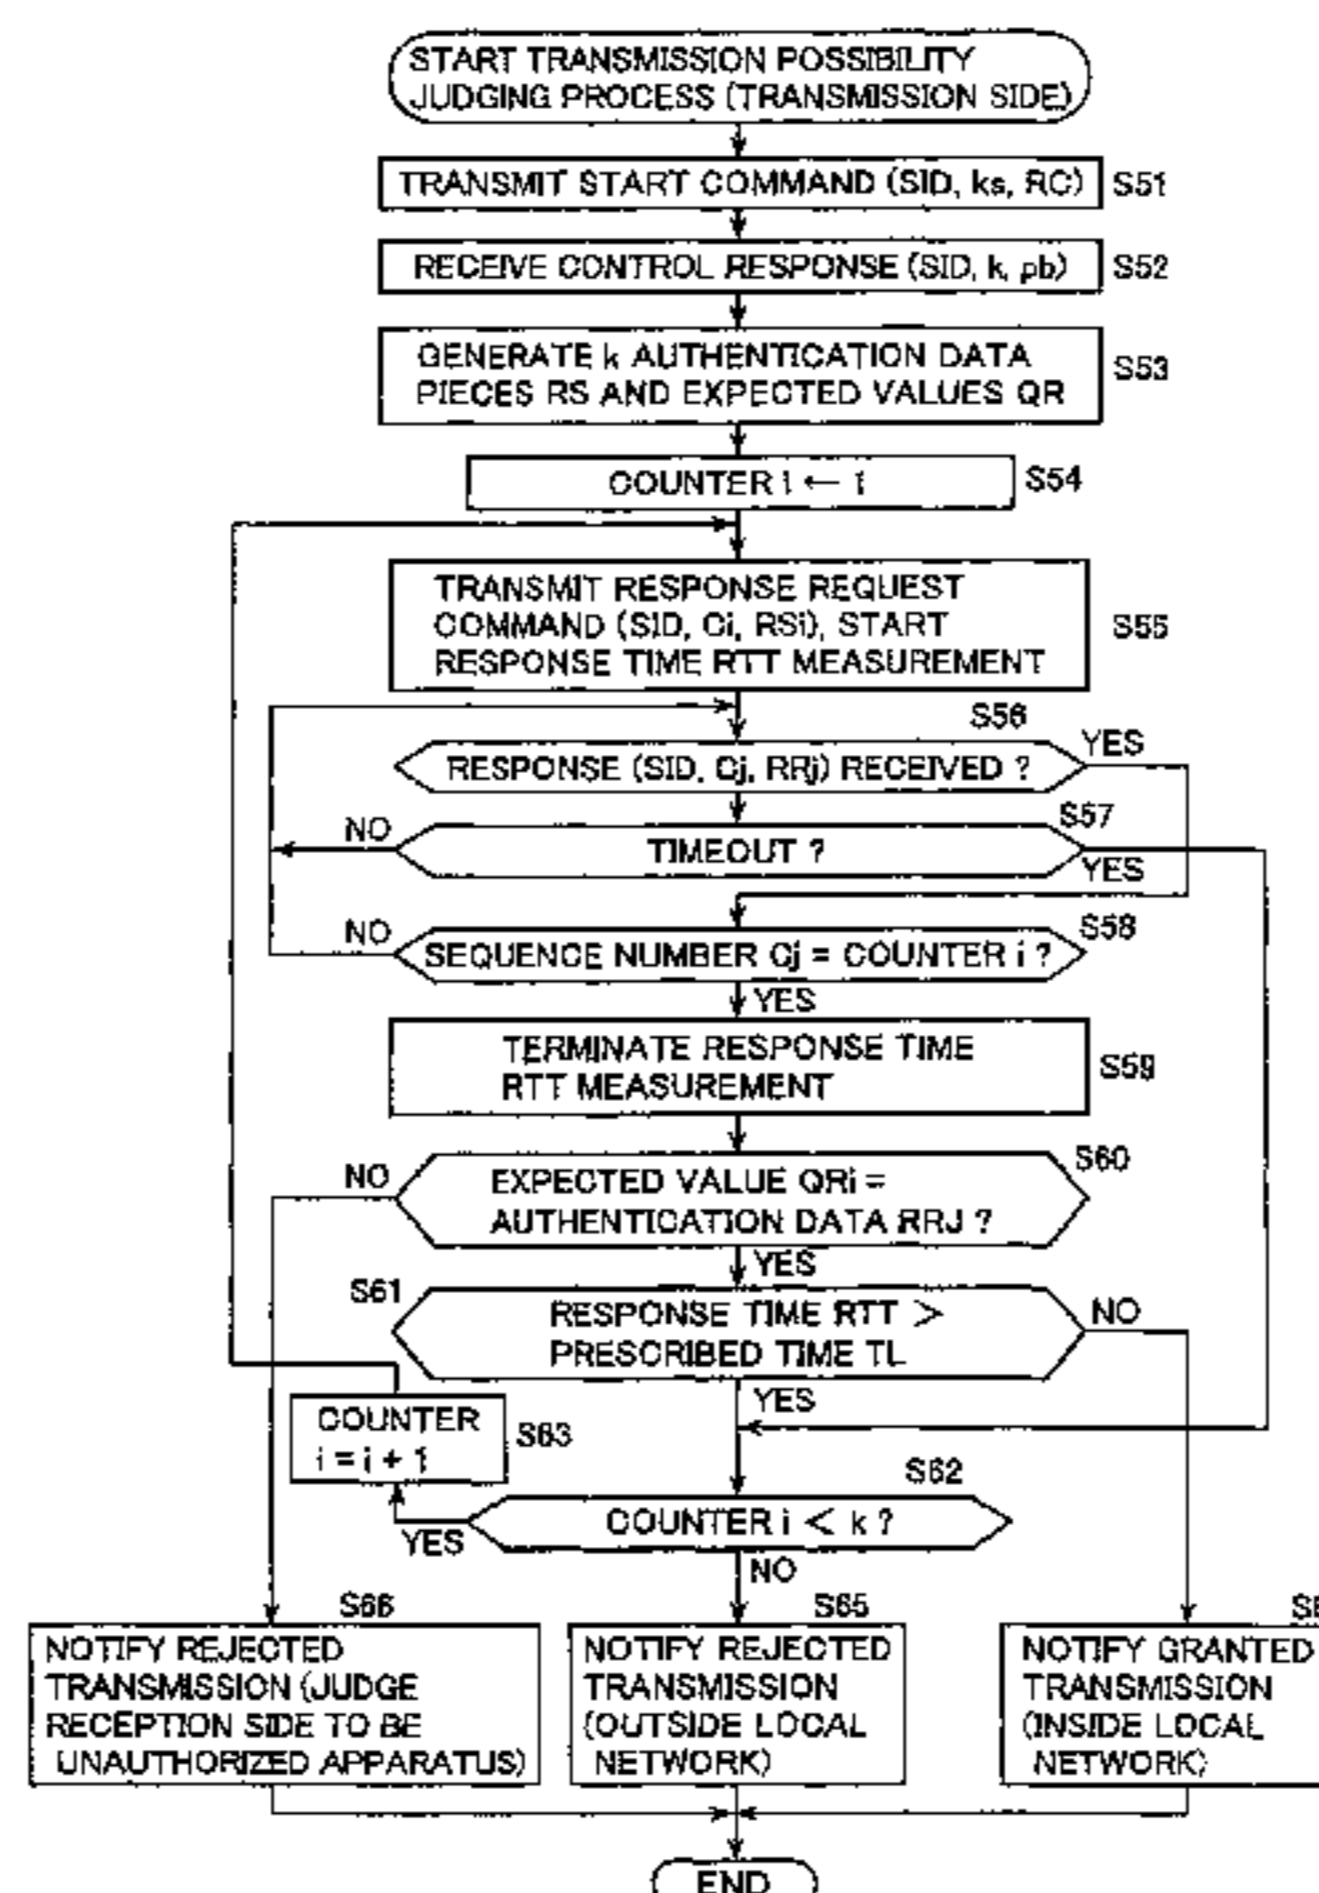 START TRANSMISSION POSSIBILITY
JUDGING PROCESS (TRANSMISSION SIDE)
TRANSMIT START COMMAND (SID, ks, RC)
S51
RECEIVE CONTROL RESPONSE (SID, k, pb)
S52
GENERATE k AUTHENTICATION DATA
PIECES RS AND EXPECTED VALUES QR
S53
COUNTER i ← 1
S54
TRANSMIT RESPONSE REQUEST
COMMAND (SID, Ci, RSi), START
RESPONSE TIME RTT MEASUREMENT
S55
S56
RESPONSE (SID, Cj, RRj) RECEIVED ?
YES
S57
NO
TIMEOUT ?
YES
S58
NO
SEQUENCE NUMBER Cj = COUNTER i ?
YES
TERMINATE RESPONSE TIME
RTT MEASUREMENT
S59
S60
NO
EXPECTED VALUE QRi =
AUTHENTICATION DATA RRJ ?
YES
S61
RESPONSE TIME RTT >
PRESCRIBED TIME TL
NO
YES
COUNTER
i = i + 1
S63
S62
COUNTER i < k ?
YES
NO
S66
NOTIFY REJECTED
TRANSMISSION (JUDGE
RECEPTION SIDE TO BE
UNAUTHORIZED APPARATUS)
S65
NOTIFY REJECTED
TRANSMISSION
(OUTSIDE LOCAL
NETWORK)
NOTIFY GRANTED
TRANSMISSION
(INSIDE LOCAL
NETWORK)
END